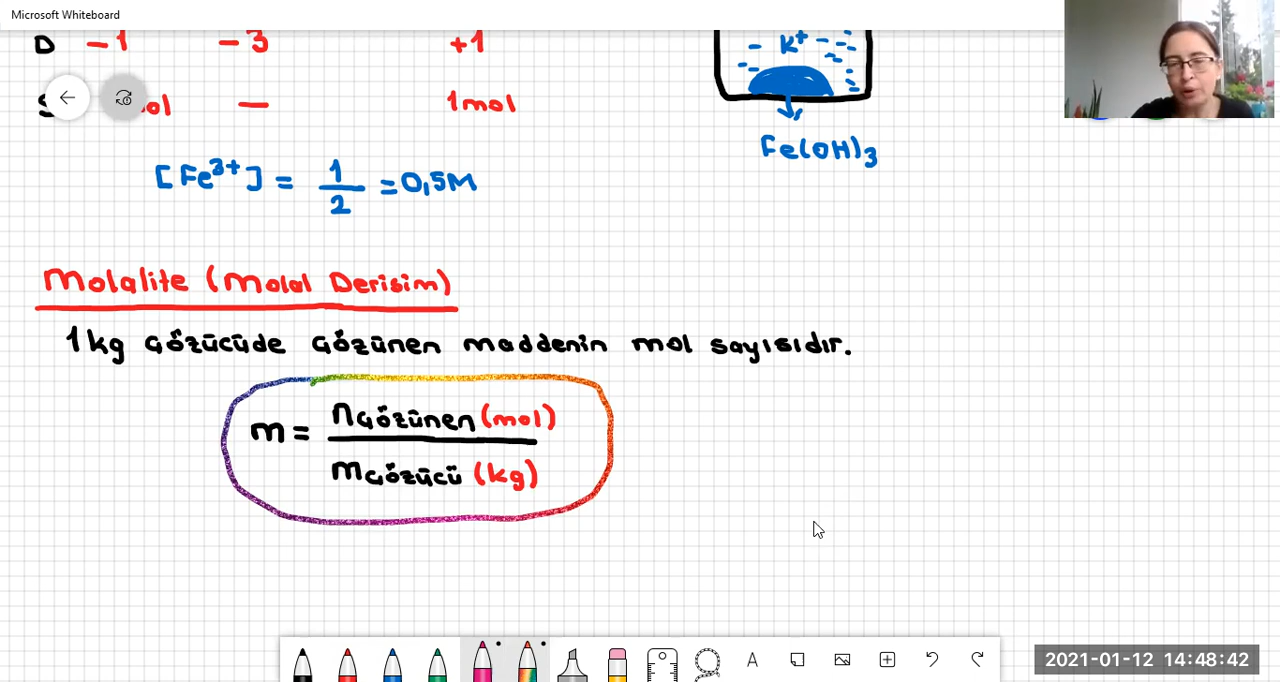 Microsoft Whiteboard
D -1 -3 +1
mol — 1mol
- K⁺ -
Fe(OH)₃
[Fe³⁺] = 1/2 = 0,5M
Molalite (Molal Derişim)
1kg çözücüde çözünen maddenin mol sayısıdır.
m = nçözünen (mol)
mçözücü (kg)
2021-01-12 14:48:42